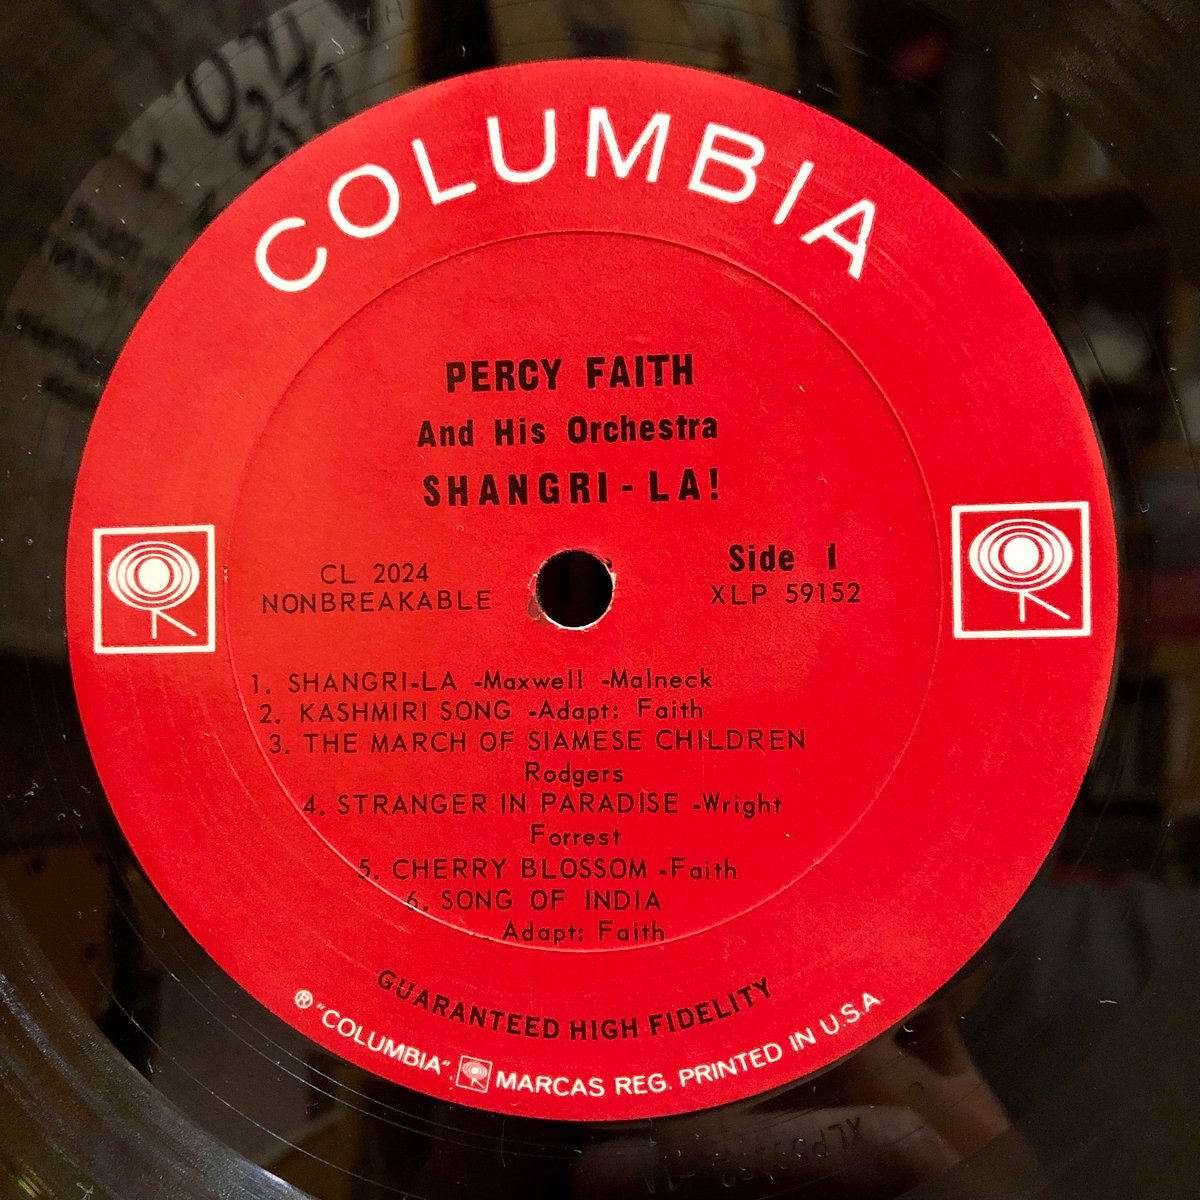 COLUMBIA
PERCY FAITH
And His Orchestra
SHANGRI-LA!
CL 2024
NONBREAKABLE
Side 1
XLP 59152
1. SHANGRI-LA -Maxwell -Malneck
2. KASHMIRI SONG -Adapt: Faith
3. THE MARCH OF SIAMESE CHILDREN
Rodgers
4. STRANGER IN PARADISE -Wright
Forrest
5. CHERRY BLOSSOM -Faith
6. SONG OF INDIA
Adapt: Faith
GUARANTEED HIGH FIDELITY
® "COLUMBIA", MARCAS REG. PRINTED IN U.S.A